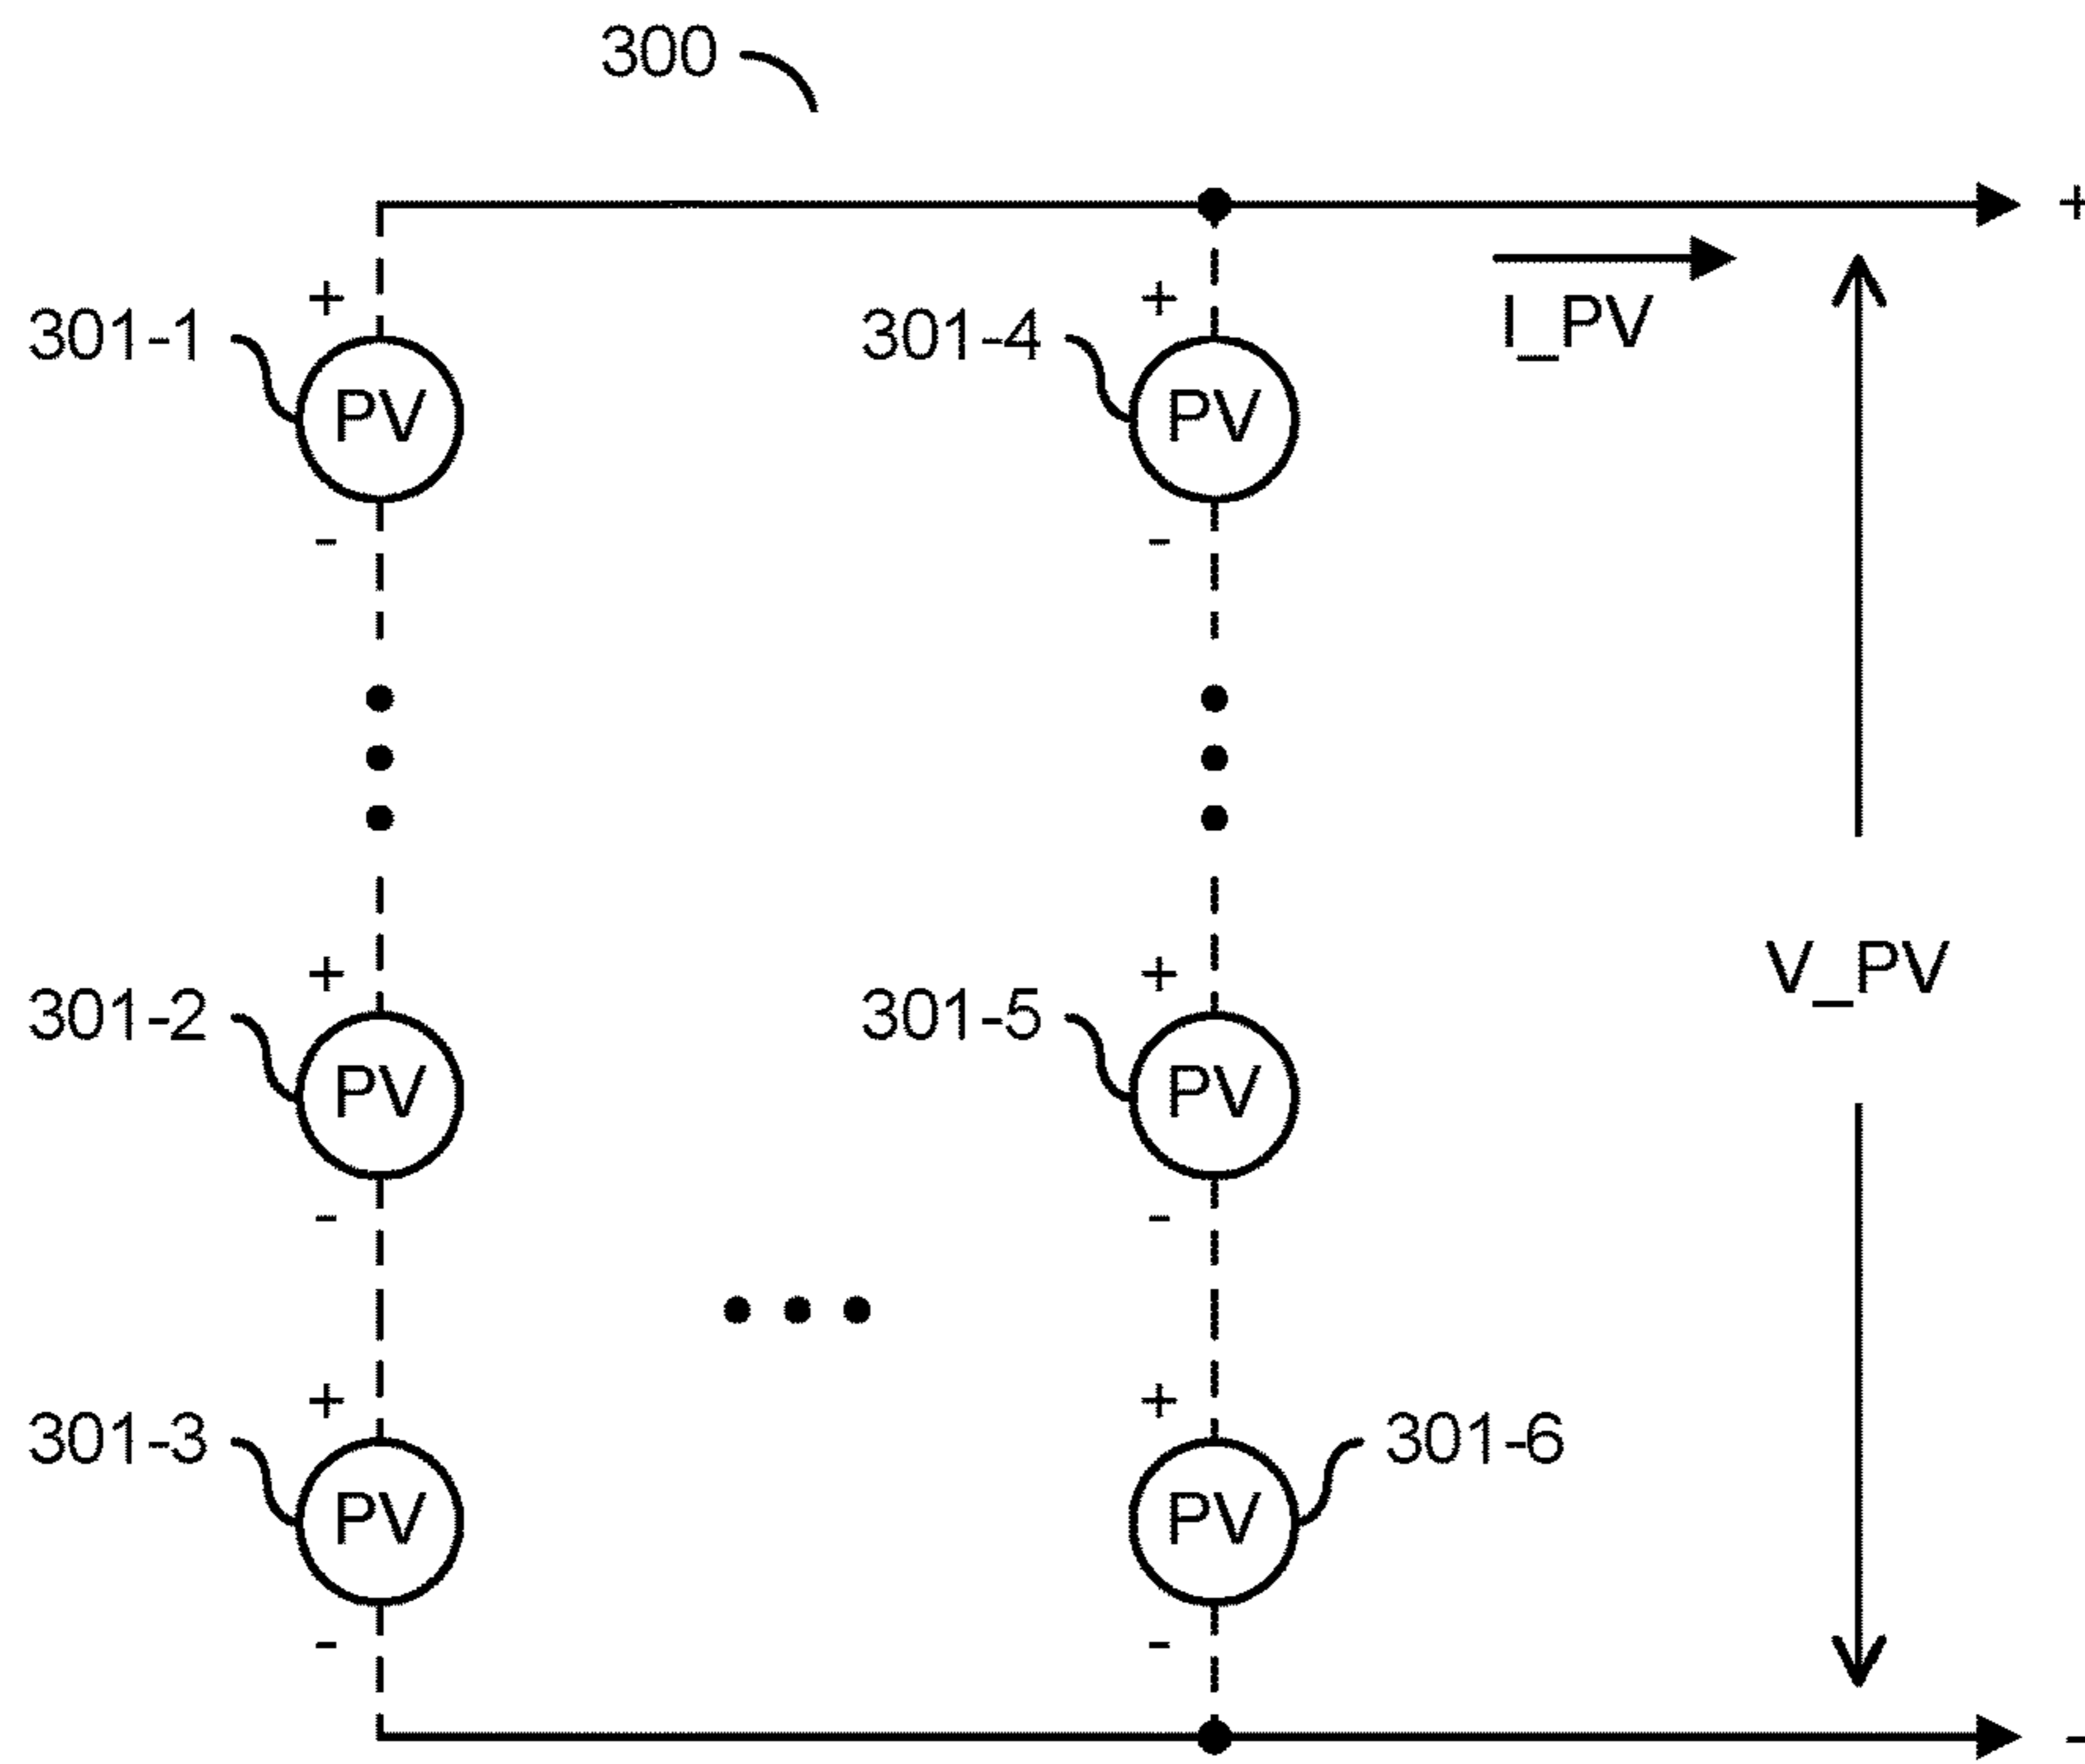 300
+
+
+
I_PV
301-1
301-4
PV
PV
-
-
V_PV
+
+
301-2
301-5
PV
PV
-
-
+
+
301-3
301-6
PV
PV
-
-
-